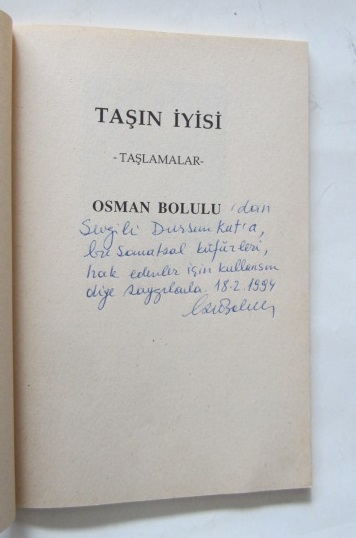 TAŞIN İYİSİ
-TAŞLAMALAR-
OSMAN BOLULU 'dan
Sevgili Dursun Kut'a,
bu sanatsal küfürleri,
hak edenler için kullansın
diye saygılarla. 18.2.1994